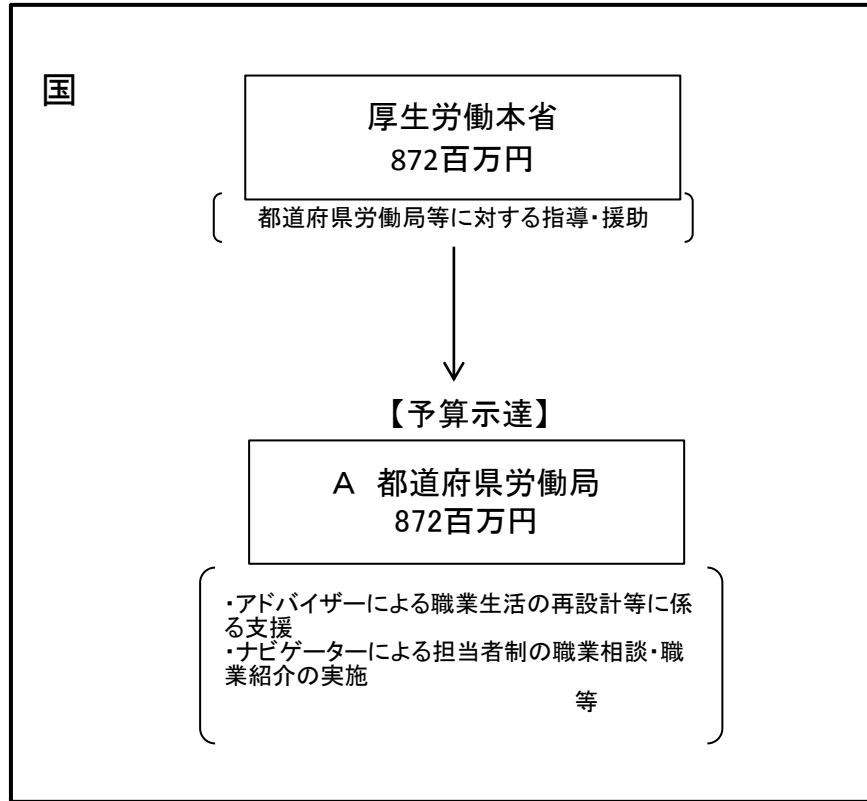 国
厚生労働本省
872百万円
都道府県労働局等に対する指導・援助
【予算示達】
A 都道府県労働局
872百万円
・アドバイザーによる職業生活の再設計等に係
る支援
・ナビゲーターによる担当者制の職業相談・職
業紹介の実施
等